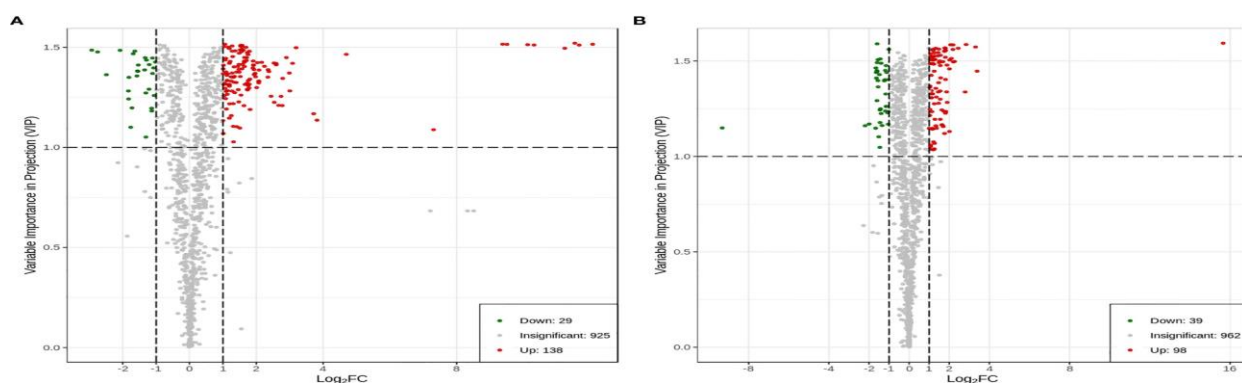 A
Variable Importance in Projection (VIP)
1.5
1.0
0.5
0.0
Down: 29
Insignificant: 925
Up: 138
-2 -1 0 1 2 4 8
Log₂FC
B
Variable Importance in Projection (VIP)
1.5
1.0
0.5
0.0
Down: 39
Insignificant: 962
Up: 98
-8 -4 -2 -1 0 1 2 4 8 16
Log₂FC